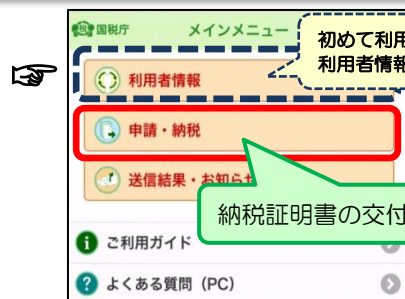 国税庁
メインメニュー
初めて利用
利用者情報
利用者情報
申請・納税
送信結果・お知らせ
納税証明書の交付
ご利用ガイド
よくある質問（PC）